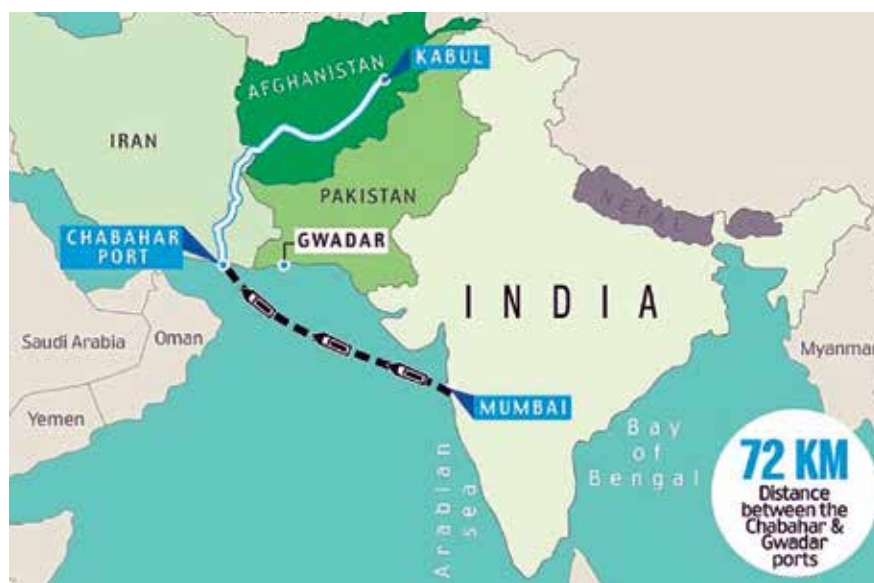 KABUL
AFGHANISTAN
IRAN
PAKISTAN
NEPAL
CHABAHAR
PORT
GWADAR
INDIA
Saudi Arabia
Oman
Myanmar
Yemen
MUMBAI
Arabian
sea
Bay
of
Bengal
72 KM
Distance
between the
Chabahar &
Gwadar
ports